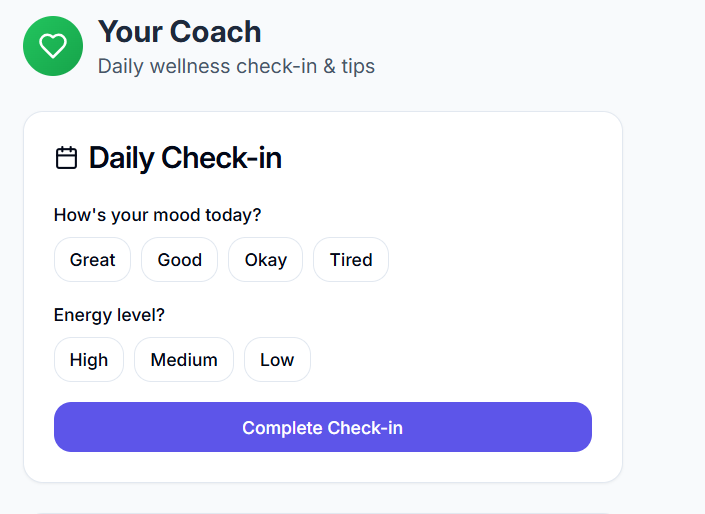 Your Coach
Daily wellness check-in & tips
Daily Check-in
How's your mood today?
Great Good Okay Tired
Energy level?
High Medium Low
Complete Check-in